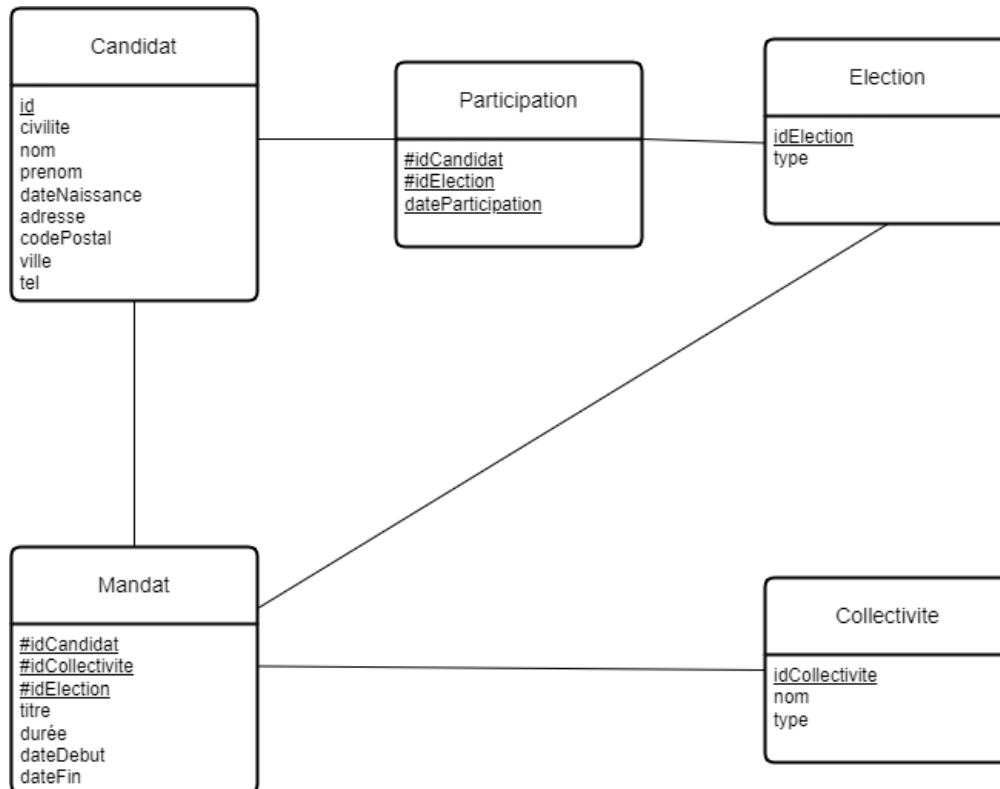 Candidat
id
civilite
nom
prenom
dateNaissance
adresse
codePostal
ville
tel
Participation
#idCandidat
#idElection
dateParticipation
Election
idElection
type
Mandat
#idCandidat
#idCollectivite
#idElection
titre
durée
dateDebut
dateFin
Collectivite
idCollectivite
nom
type